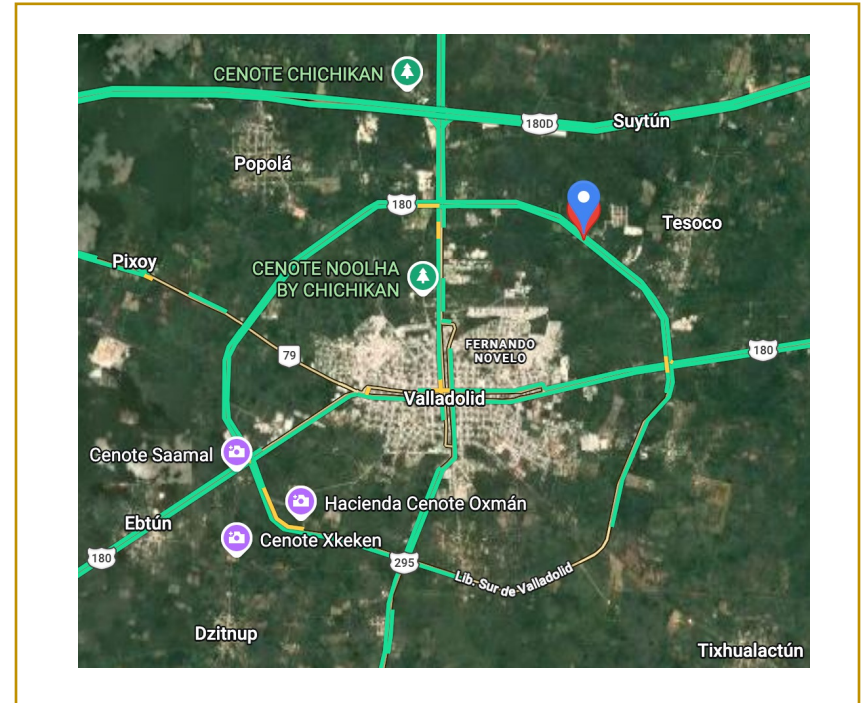 CENOTE CHICHIKAN
180D
Suytún
Popolá
180
Tesoco
Pixoy
CENOTE NOOLHA
BY CHICHIKAN
FERNANDO
NOVELO
180
79
Valladolid
Cenote Saamal
Hacienda Cenote Oxmán
Ebtún
Cenote Xkeken
180
295
Lib. Sur de Valladolid
Dzitnup
Tixhualactún